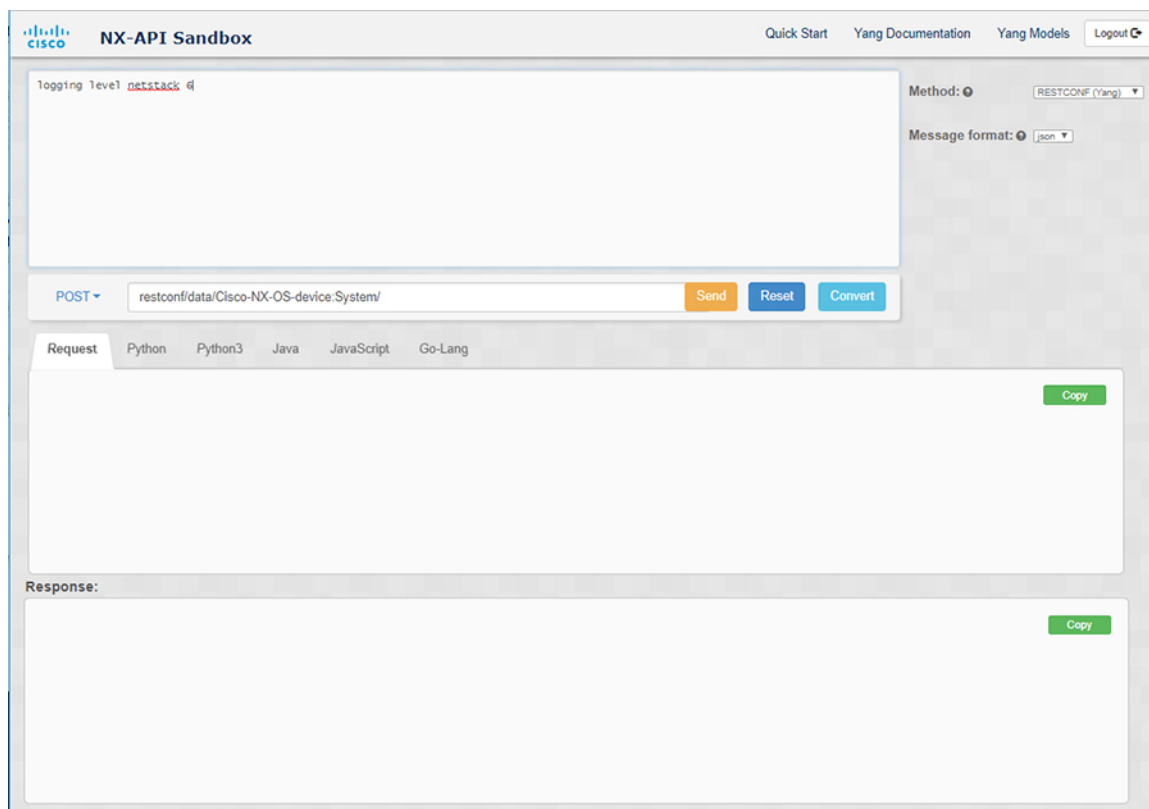 CISCO NX-API Sandbox Quick Start Yang Documentation Yang Models Logout
logging level netstack 6
Method: RESTCONF (Yang)
Message format: json
POST restconf/data/Cisco-NX-OS-device:System/ Send Reset Convert
Request Python Python3 Java JavaScript Go-Lang
Copy
Response:
Copy